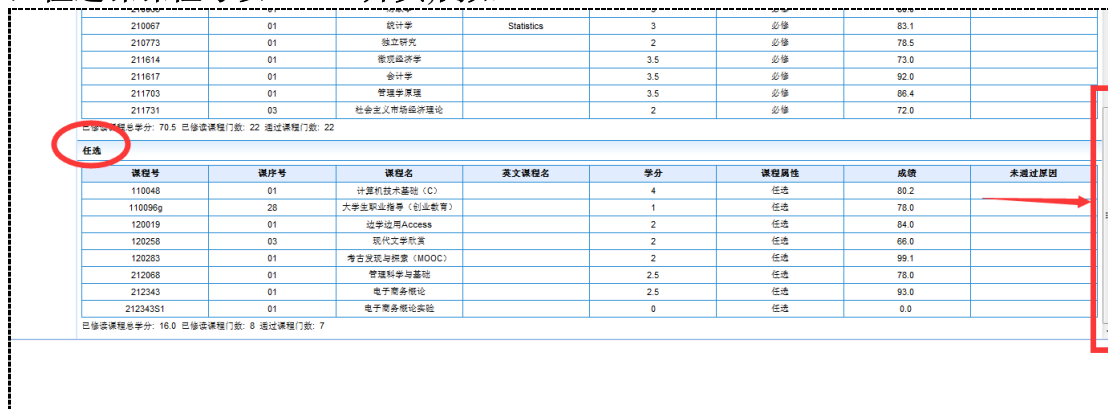 210067 01 统计学 Statistics 3 必修 83.1
210773 01 独立研究 2 必修 78.5
211614 01 微观经济学 3.5 必修 73.0
211617 01 会计学 3.5 必修 92.0
211703 01 管理学原理 3.5 必修 86.4
211731 03 社会主义市场经济理论 2 必修 72.0
已修读课程总学分: 70.5 已修读课程门数: 22 通过课程门数: 22
任选
课程号 课序号 课程名 英文课程名 学分 课程属性 成绩 未通过原因
110048 01 计算机技术基础（C） 4 任选 80.2
110096g 28 大学生职业指导（创业教育） 1 任选 78.0
120019 01 边学边用Access 2 任选 84.0
120258 03 现代文学欣赏 2 任选 66.0
120283 01 考古发现与探索（MOOC） 2 任选 99.1
212068 01 管理科学与基础 2.5 任选 78.0
212343 01 电子商务概论 2.5 任选 93.0
212343S1 01 电子商务概论实验 0 任选 0.0
已修读课程总学分: 16.0 已修读课程门数: 8 通过课程门数: 7